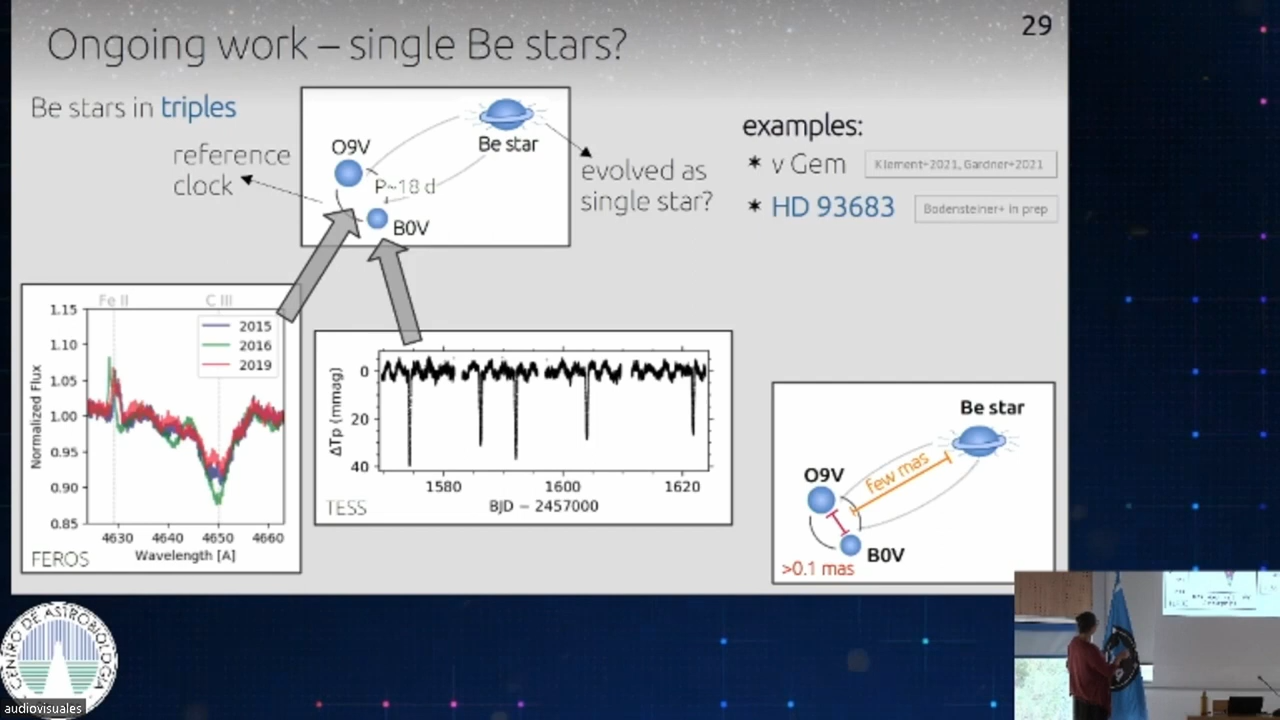 29
Ongoing work – single Be stars?
Be stars in triples
reference
clock
O9V
P~18 d
B0V
Be star
evolved as
single star?
examples:
* ν Gem
Klement+2021, Gardner+2021
* HD 93683
Bodensteiner+ in prep
Fe II
C III
2015
2016
2019
1.15
1.10
1.05
1.00
0.95
0.90
0.85
Normalized Flux
4630
4640
4650
4660
Wavelength [A]
FEROS
0
20
40
ΔTp (mmag)
1580
1600
1620
BJD − 2457000
TESS
Be star
few mas
O9V
B0V
>0.1 mas
CENTRO DE ASTROBIOLOGIA
audiovisuales